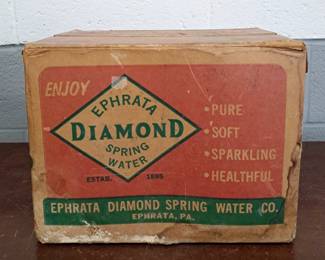 ENJOY
EPHRATA
DIAMOND
SPRING
WATER
ESTAB. 1895
• PURE
• SOFT
• SPARKLING
• HEALTHFUL
EPHRATA DIAMOND SPRING WATER CO.
EPHRATA, PA.